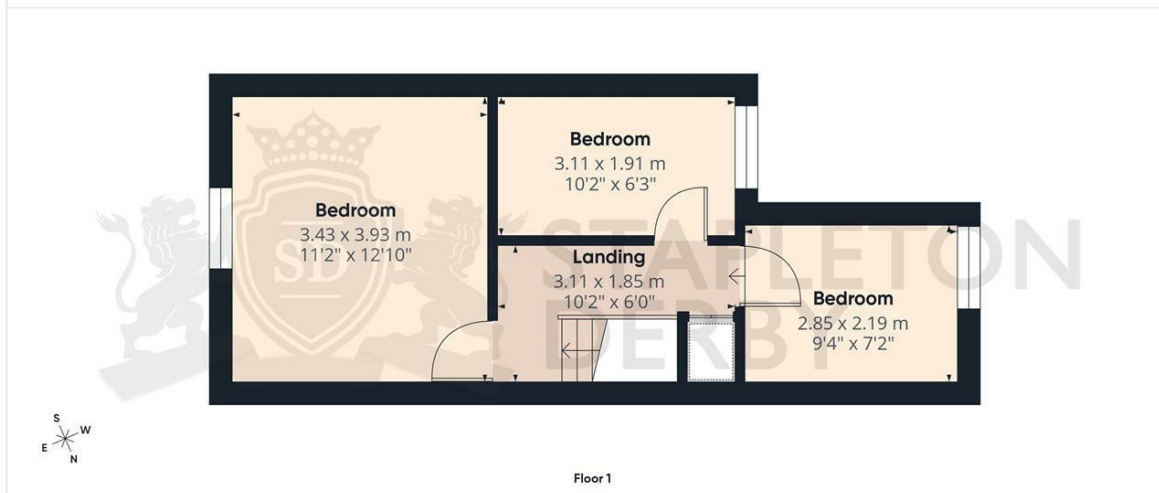 Bedroom
3.43 x 3.93 m
11'2" x 12'10"
Bedroom
3.11 x 1.91 m
10'2" x 6'3"
Landing
3.11 x 1.85 m
10'2" x 6'0"
Bedroom
2.85 x 2.19 m
9'4" x 7'2"
SD
STAPLETON
DERBY
S
W
E
N
Floor 1